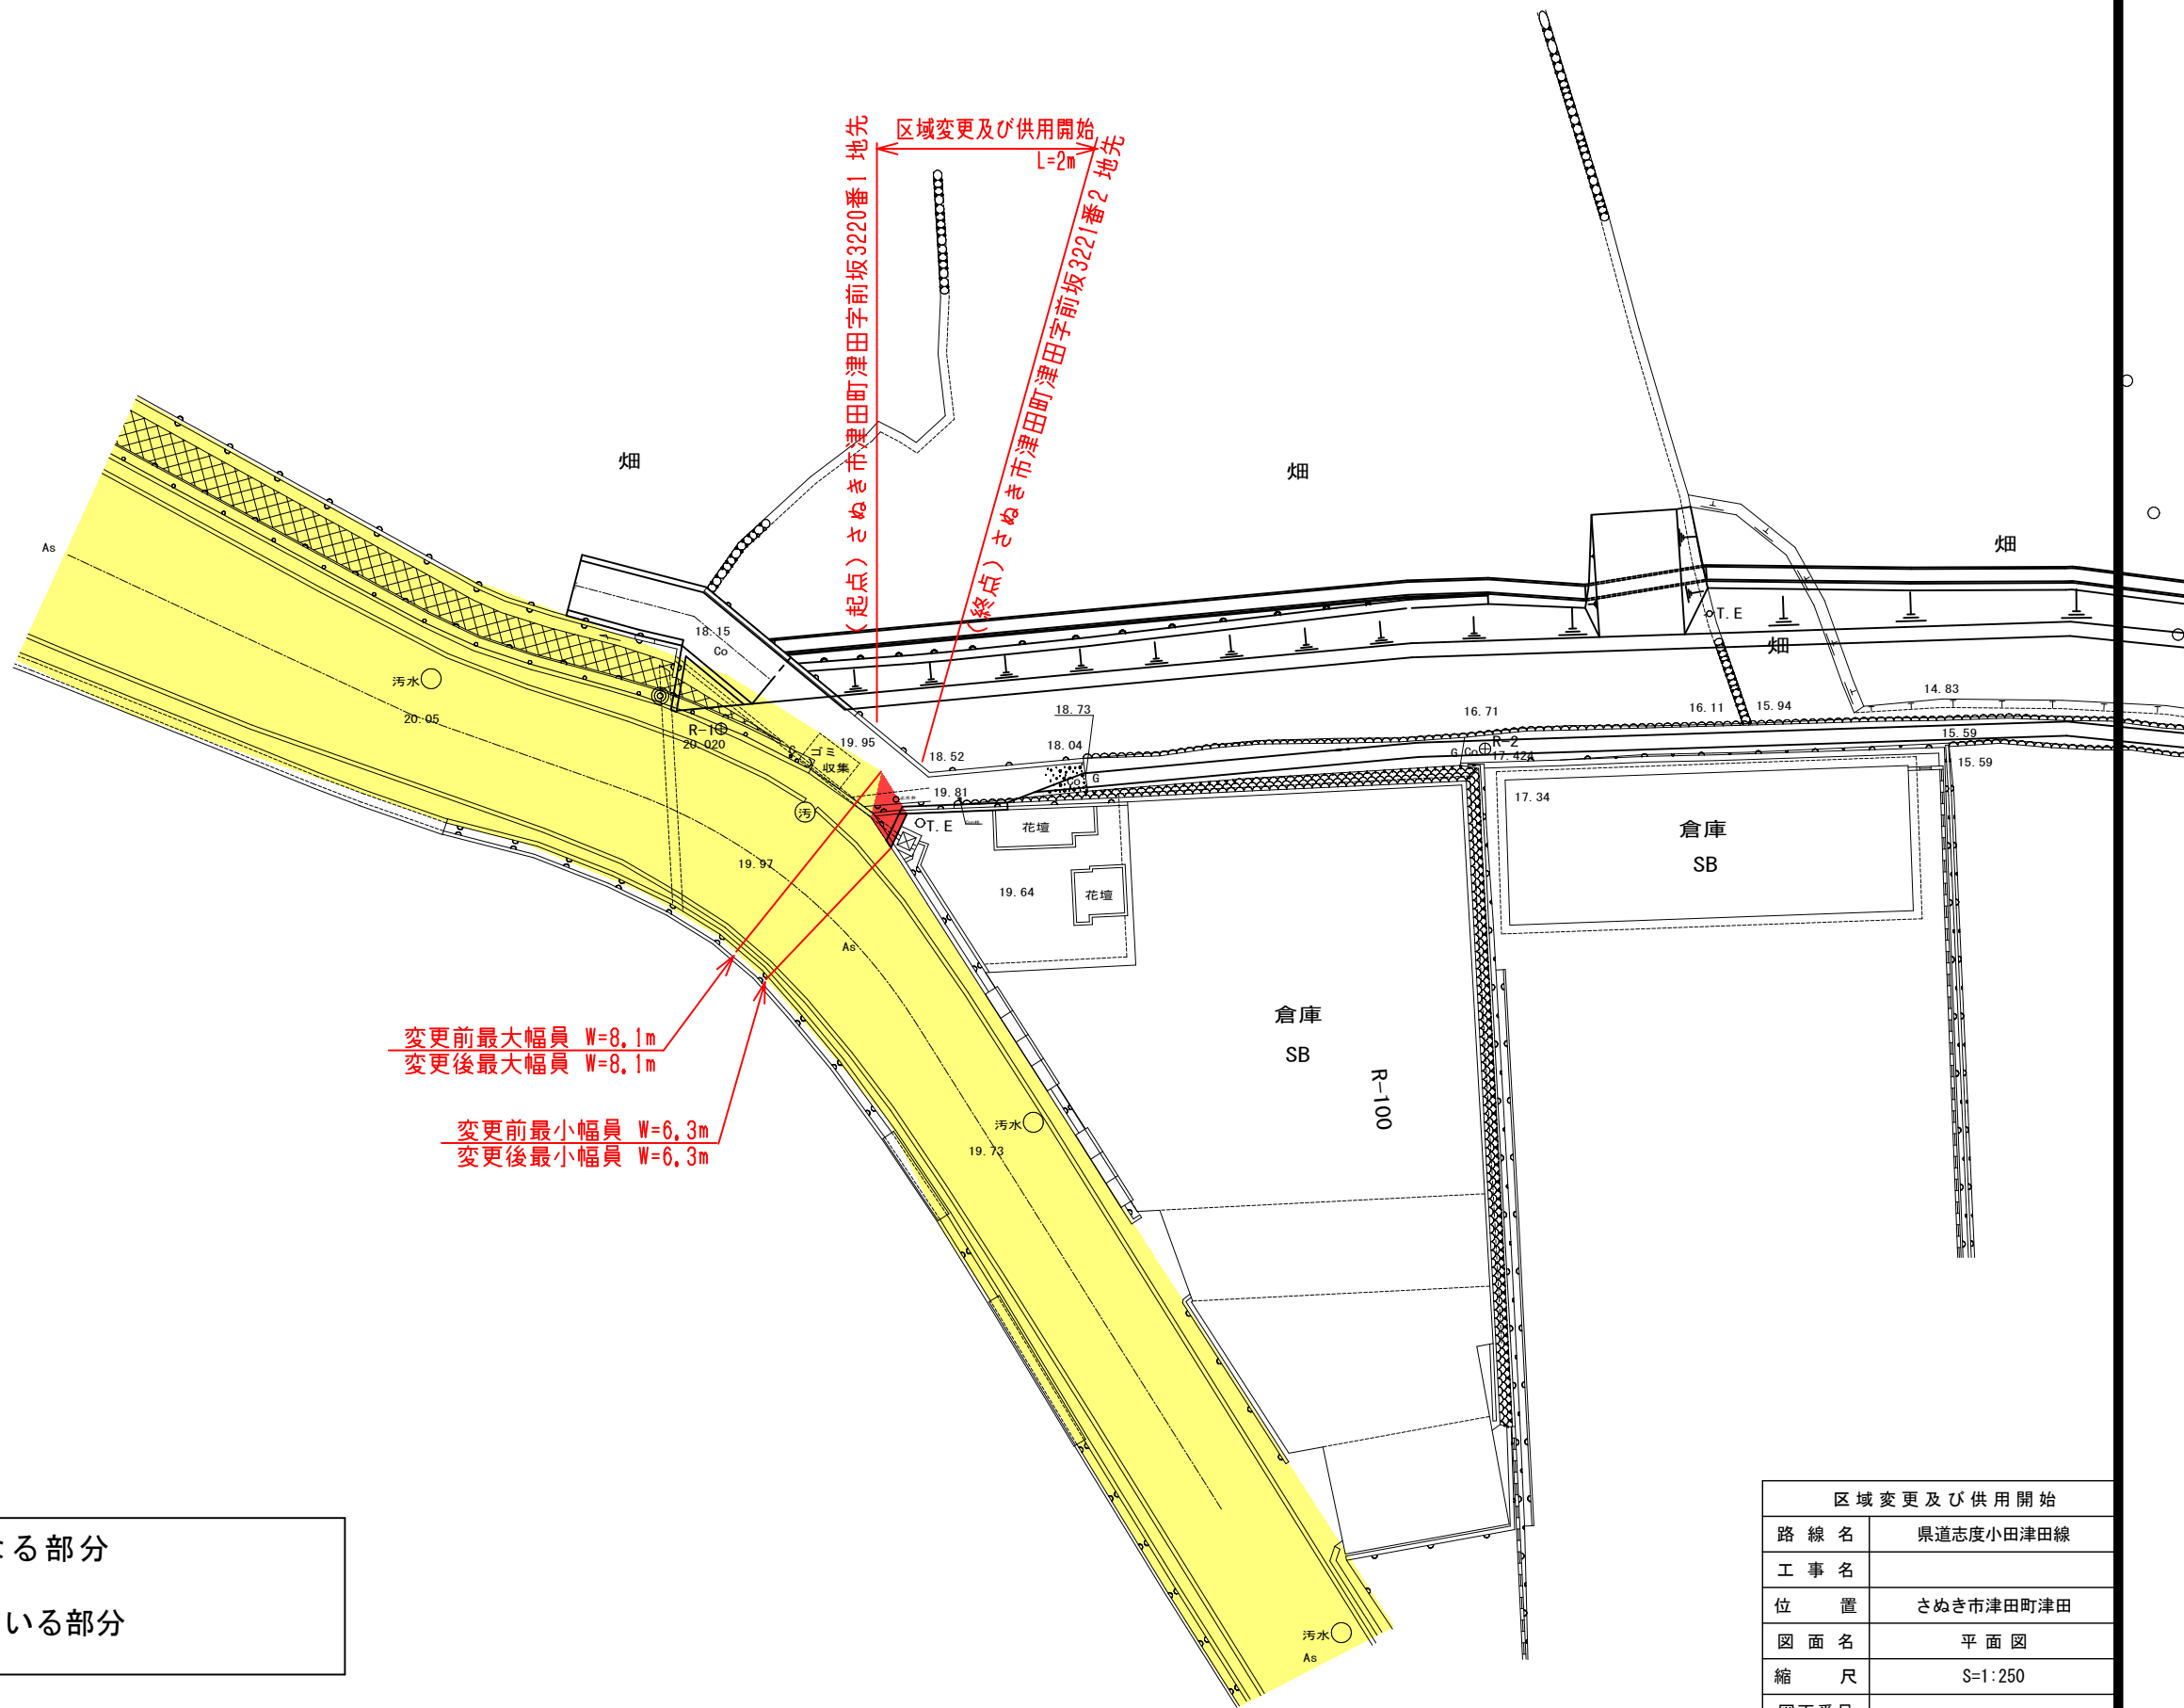 区域変更及び供用開始
L=2m
(起点) さぬき市津田町津田字前坂3220番1 地先
(終点) さぬき市津田町津田字前坂3221番2 地先
畑
畑
畑
畑
As
18.15
Co
T.E
汚水
20.05
R-1
20.020
ゴミ
収集
19.95
18.52
18.73
18.04
Co
G
16.71
16.11
15.94
14.83
15.59
15.59
G
Co
R-2
17.424
19.81
T.E
汚
花壇
花壇
19.97
19.64
17.34
倉庫
SB
As
倉庫
SB
R-100
変更前最大幅員 W=8.1m
変更後最大幅員 W=8.1m
変更前最小幅員 W=6.3m
変更後最小幅員 W=6.3m
汚水
19.73
汚水
As
なる部分
いる部分
区域変更及び供用開始
路線名 県道志度小田津田線
工事名
位置 さぬき市津田町津田
図面名 平面図
縮尺 S=1:250